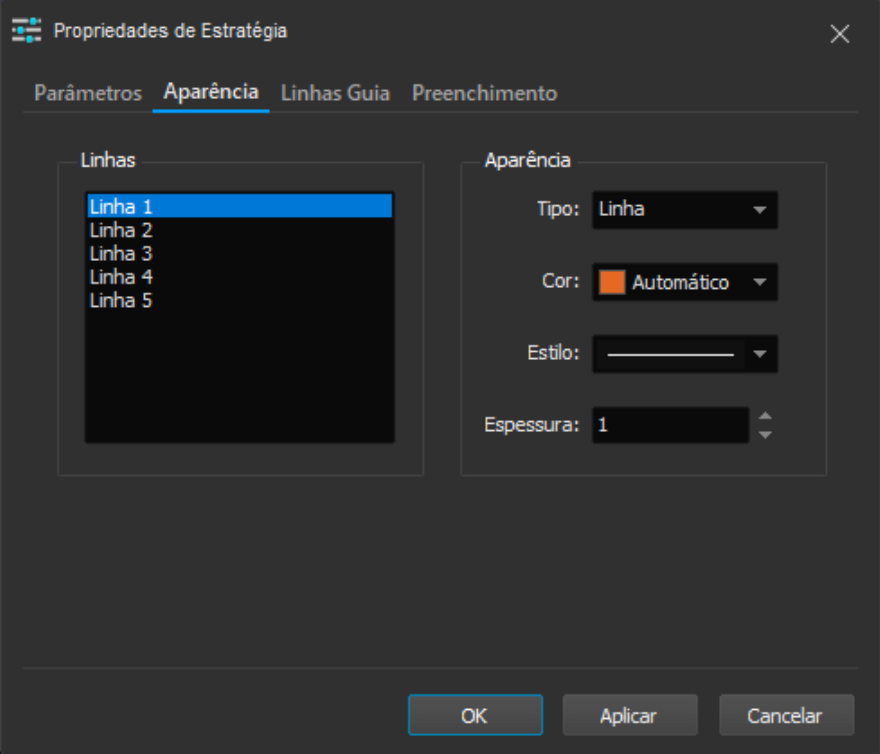 Propriedades de Estratégia
Parâmetros Aparência Linhas Guia Preenchimento
Linhas
Linha 1
Linha 2
Linha 3
Linha 4
Linha 5
Aparência
Tipo: Linha
Cor: Automático
Estilo:
Espessura: 1
OK Aplicar Cancelar